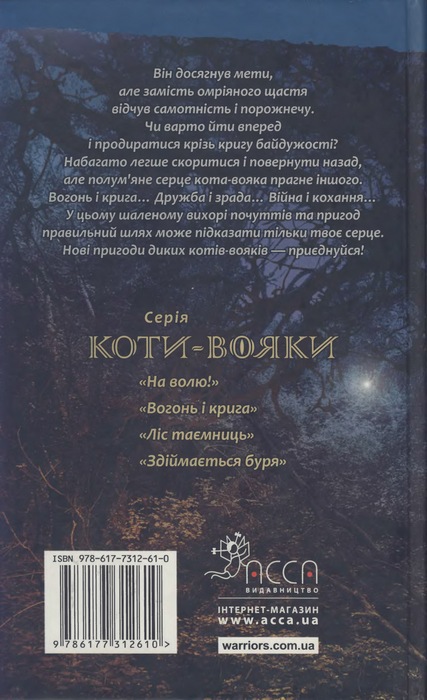 Він досягнув мети,
але замість омріяного щастя
відчув самотність і порожнечу.
Чи варто йти вперед
і продиратися крізь кригу байдужості?
Набагато легше скоритися і повернути назад,
але полум'яне серце кота-вояка прагне іншого.
Вогонь і крига... Дружба і зрада... Війна і кохання...
У цьому шаленому вихорі почуттів та пригод
правильний шлях може підказати тільки твоє серце.
Нові пригоди диких котів-вояків — приєднуйся!
Серія
КОТИ-ВОЯКИ
«На волю!»
«Вогонь і крига»
«Ліс таємниць»
«Здіймається буря»
ISBN 978-617-7312-61-0
9 786177 312610 >
АССА
ВИДАВНИЦТВО
ІНТЕРНЕТ-МАГАЗИН
www.acca.ua
warriors.com.ua